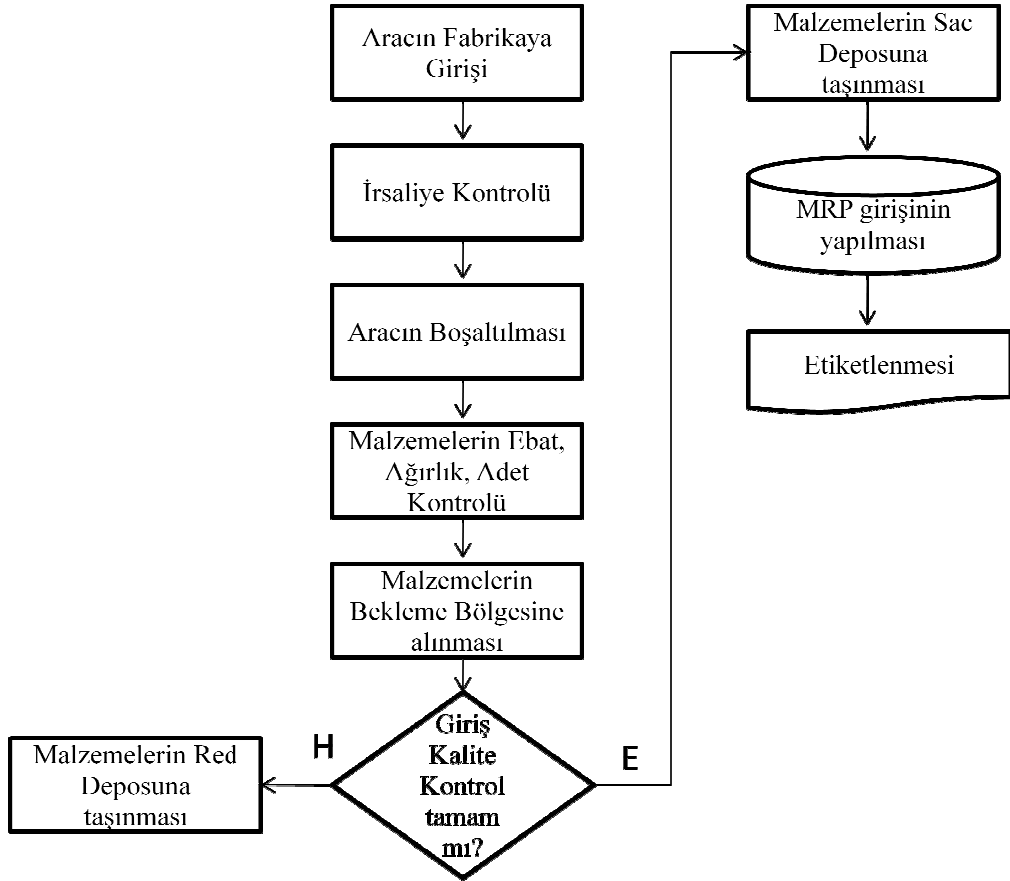 Aracın Fabrikaya
Girişi
İrsaliye Kontrolü
Aracın Boşaltılması
Malzemelerin Ebat,
Ağırlık, Adet
Kontrolü
Malzemelerin
Bekleme Bölgesine
alınması
Giriş
Kalite
Kontrol
tamam
mı?
H
E
Malzemelerin Red
Deposuna
taşınması
Malzemelerin Sac
Deposuna
taşınması
MRP girişinin
yapılması
Etiketlenmesi